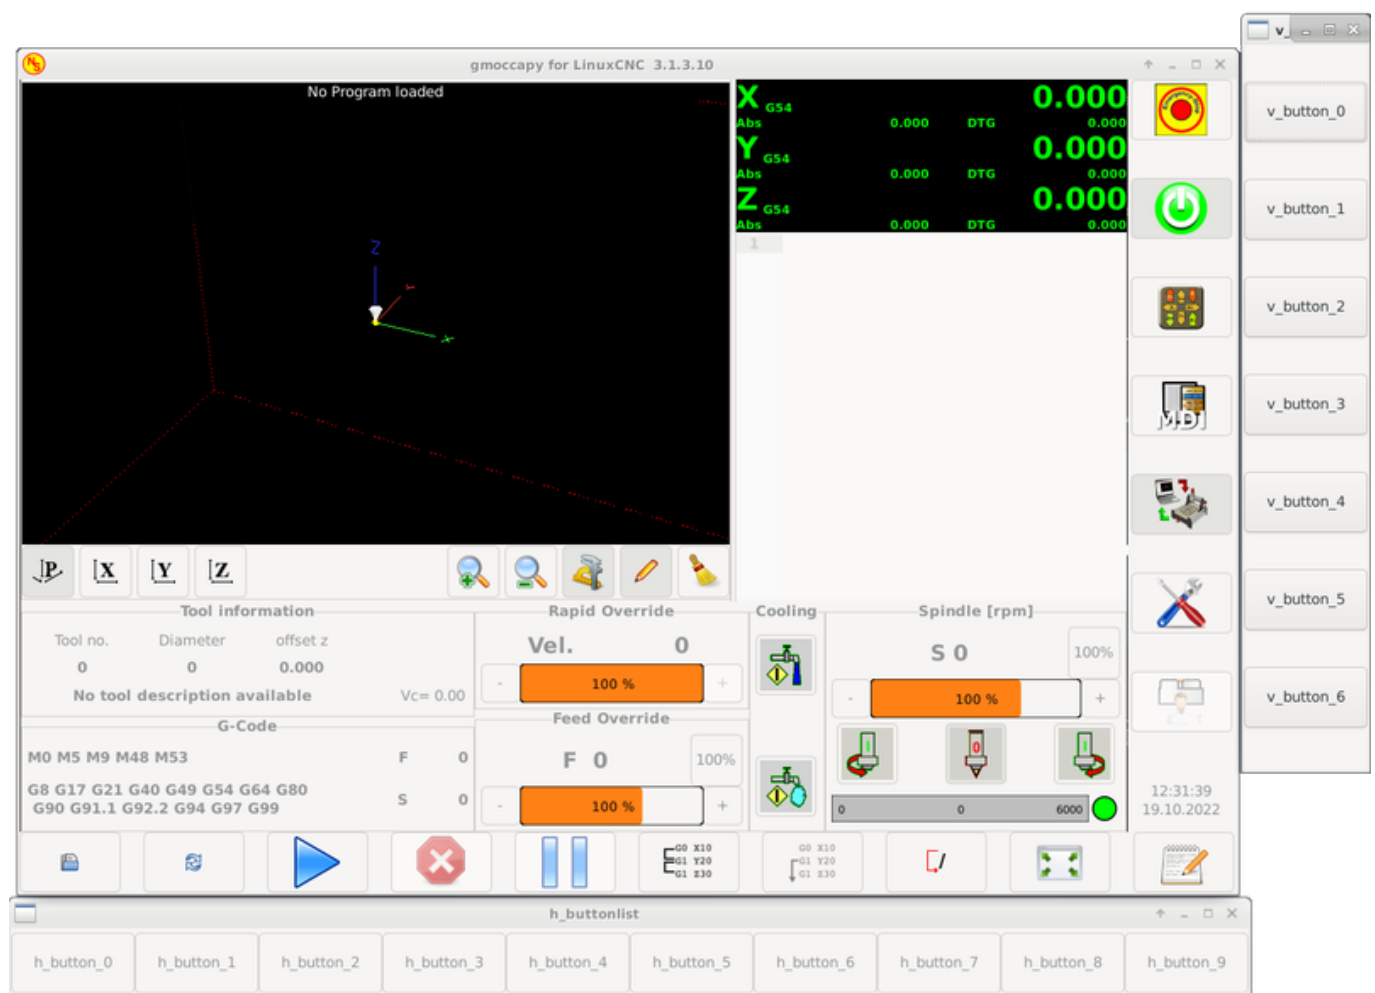 v_
gmoccapy for LinuxCNC 3.1.3.10
No Program loaded
X G54 0.000
Abs 0.000 DTG 0.000
Y G54 0.000
Abs 0.000 DTG 0.000
Z G54 0.000
Abs 0.000 DTG 0.000
1
Z
Y
X
Emergency Stop
MDI
v_button_0
v_button_1
v_button_2
v_button_3
v_button_4
v_button_5
v_button_6
P X Y Z
Tool information
Tool no. Diameter offset z
0 0 0.000
No tool description available Vc= 0.00
G-Code
M0 M5 M9 M48 M53
G8 G17 G21 G40 G49 G54 G64 G80
G90 G91.1 G92.2 G94 G97 G99
F 0
S 0
Rapid Override
Vel. 0
- 100 % +
Feed Override
F 0 100%
- 100 % +
Cooling
Spindle [rpm]
S 0 100%
- 100 % +
0
0 0 6000
12:31:39
19.10.2022
G0 X10
G1 Y20
G1 Z30
G0 X10
G1 Y20
G1 Z30
h_buttonlist
h_button_0 h_button_1 h_button_2 h_button_3 h_button_4 h_button_5 h_button_6 h_button_7 h_button_8 h_button_9